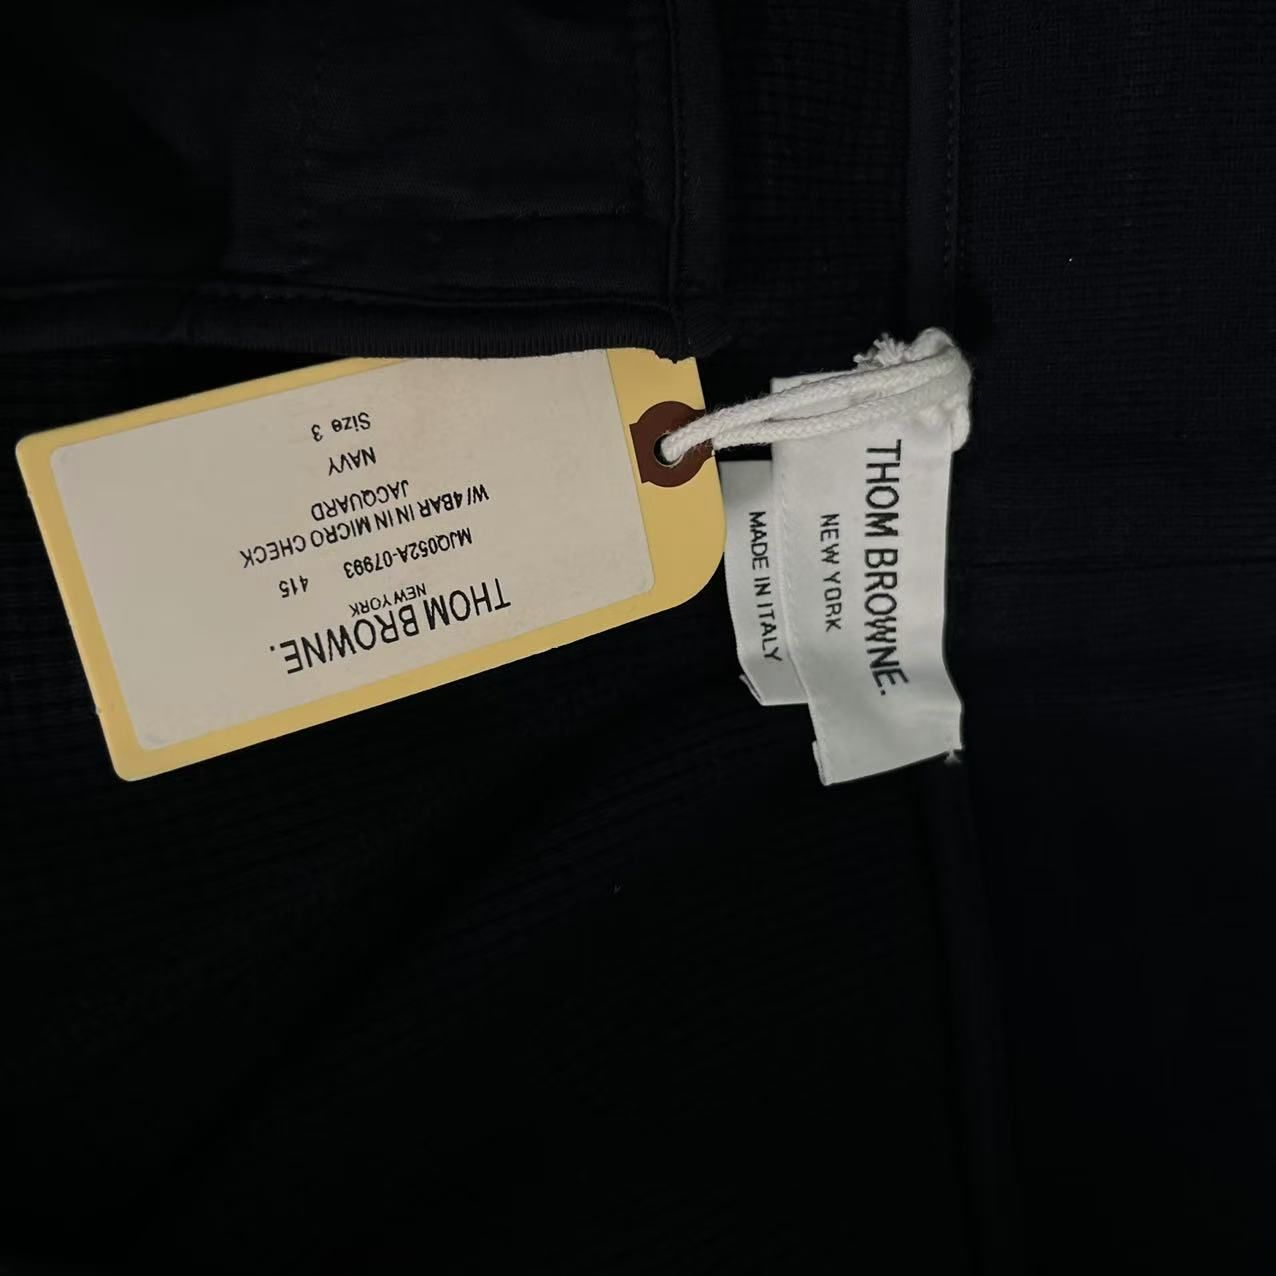 THOM BROWNE.
NEW YORK
MJQ052A-07993 415
W/ 4BAR IN IN MICRO CHECK
JACQUARD
NAVY
Size 3
THOM BROWNE.
NEW YORK
MADE IN ITALY